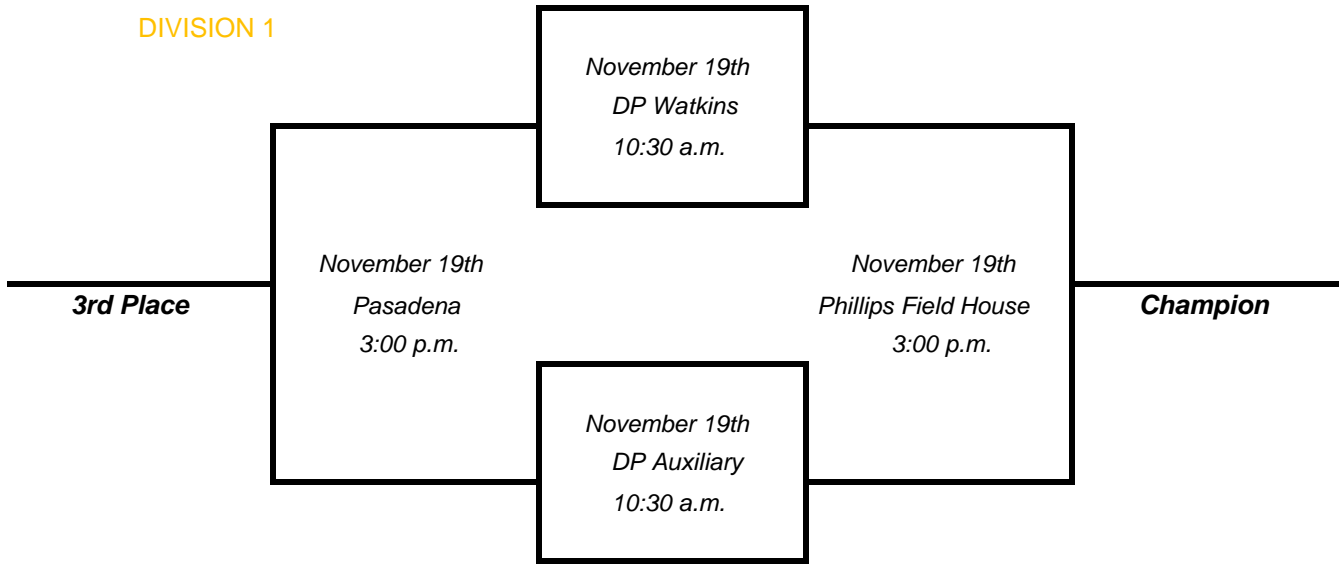 DIVISION 1
November 19th
DP Watkins
10:30 a.m.
November 19th
Pasadena
3:00 p.m.
November 19th
Phillips Field House
3:00 p.m.
3rd Place
Champion
November 19th
DP Auxiliary
10:30 a.m.